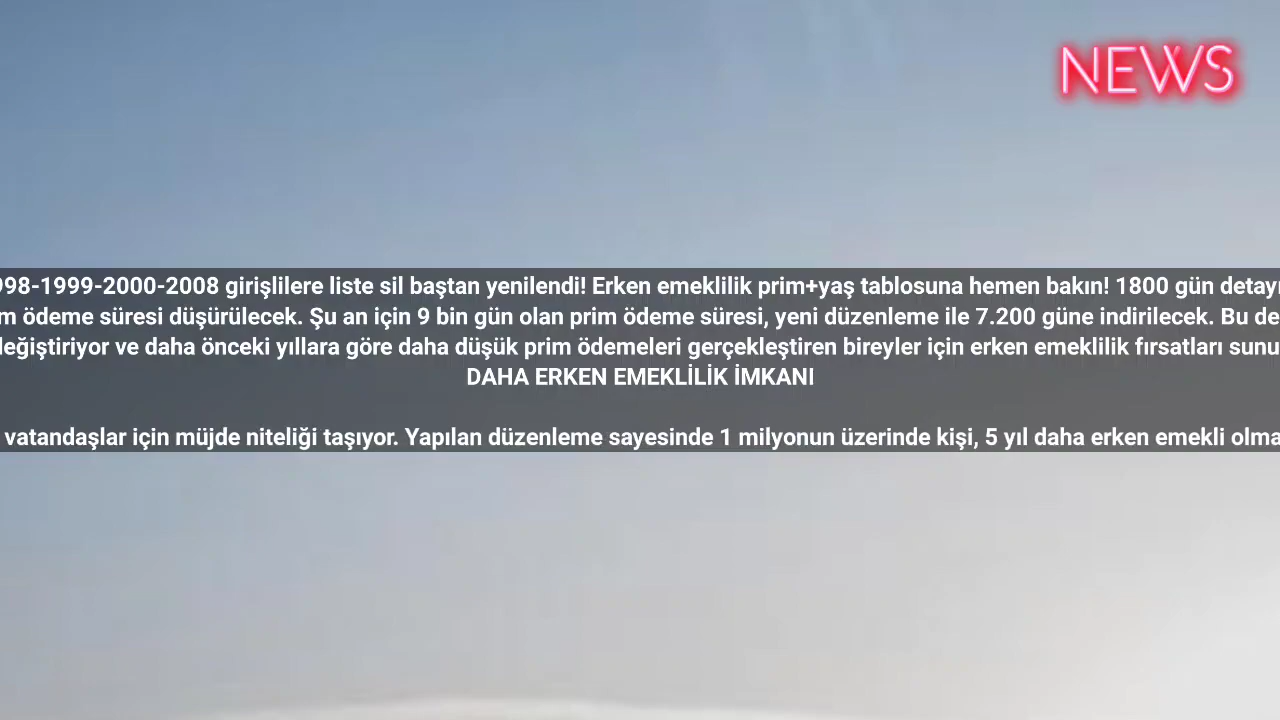 NEWS
998-1999-2000-2008 girişlilere liste sil baştan yenilendi! Erken emeklilik prim+yaş tablosuna hemen bakın! 1800 gün
ödeme süresi düşürülecek. Şu an için 9 bin gün olan prim ödeme süresi, yeni düzenleme ile 7.200 güne indirilecek. Bu
değiştiriyor ve daha önceki yıllara göre daha düşük prim ödemeleri gerçekleştiren bireyler için erken emeklilik fırsatları
DAHA ERKEN EMEKLİLİK İMKANI
vatandaşlar için müjde niteliği taşıyor. Yapılan düzenleme sayesinde 1 milyonun üzerinde kişi, 5 yıl daha erken emekli